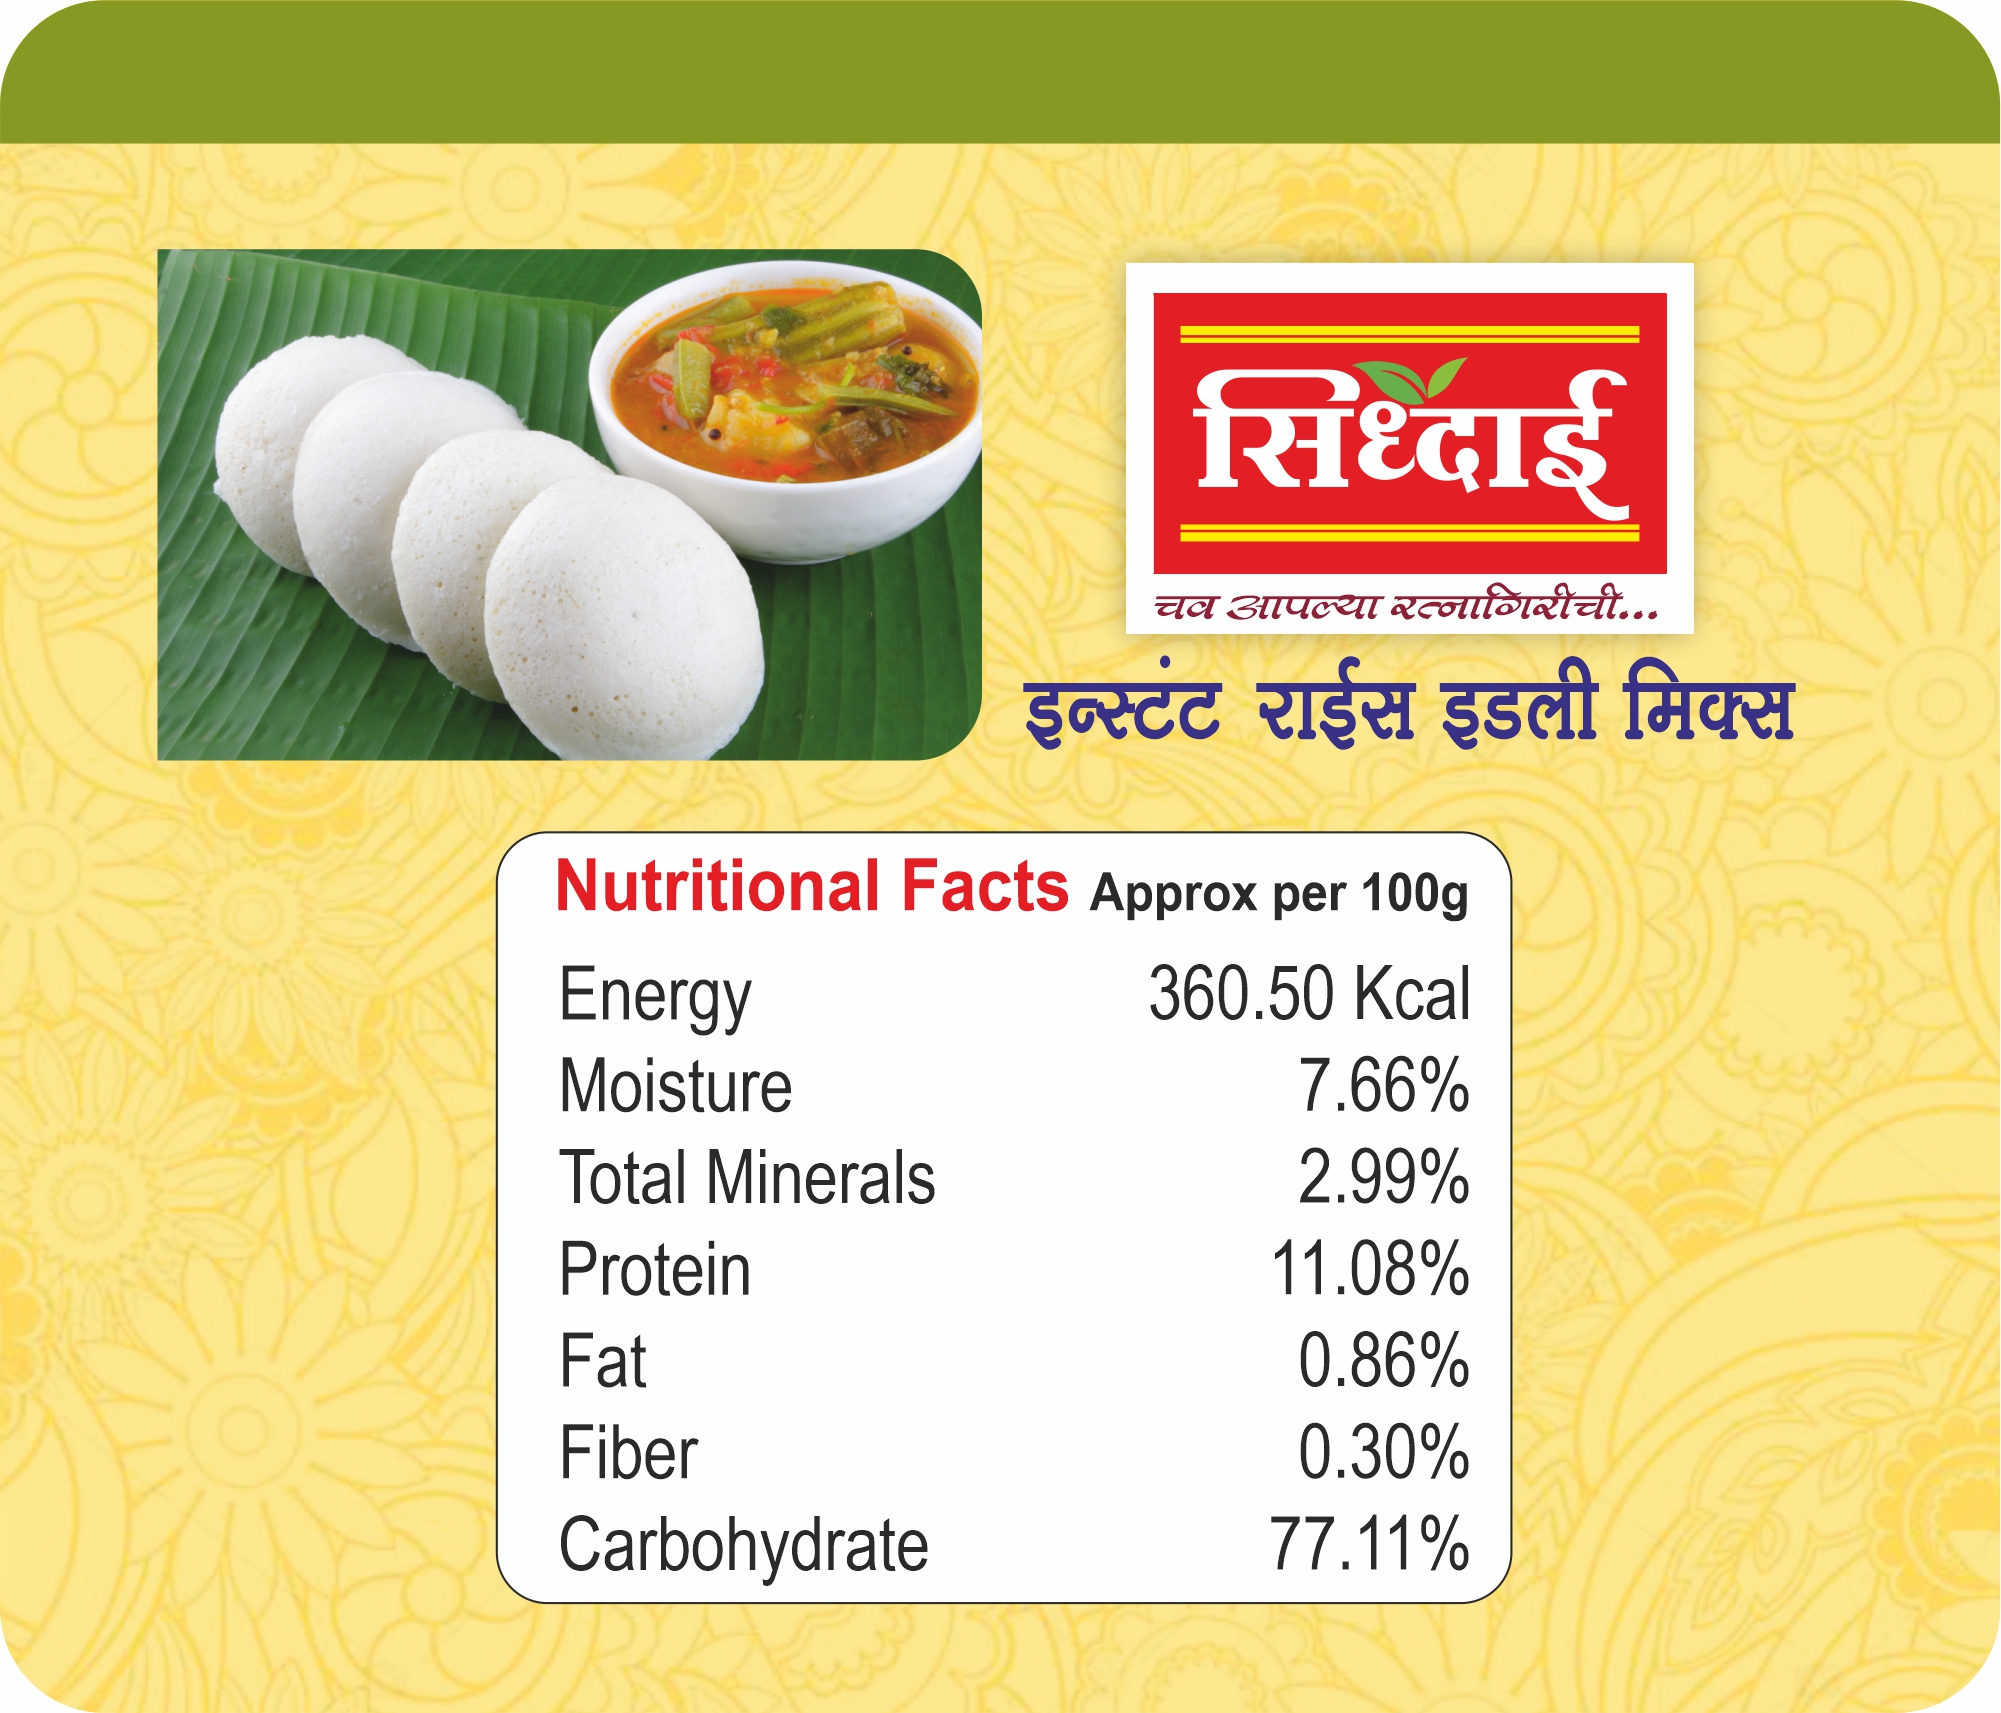 सिध्दाई
चव आपल्या रत्नागिरीची...
इन्स्टंट राईस इडली मिक्स
Nutritional Facts Approx per 100g
Energy 360.50 Kcal
Moisture 7.66%
Total Minerals 2.99%
Protein 11.08%
Fat 0.86%
Fiber 0.30%
Carbohydrate 77.11%